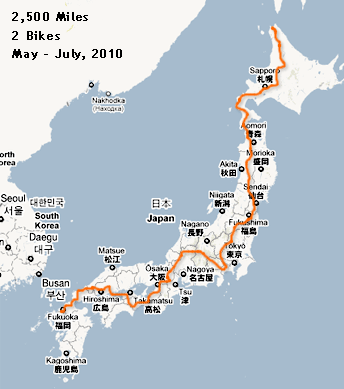 2,500 Miles
2 Bikes
May - July, 2010
Sapporo
札幌
Nakhodka
(Находка)
Aomori
青森
Morioka
盛岡
Akita
秋田
Sendai
仙台
Niigata
新潟
Fukushima
福島
North
Korea
Seoul
서울
대한민국
South
Korea
Daegu
대구
Busan
부산
日本
Japan
Nagano
長野
Tokyo
東京
Matsue
松江
Osaka
大阪
Nagoya
名古屋
Tsu
津
Hiroshima
広島
Takamatsu
高松
Fukuoka
福岡
Kagoshima
鹿児島